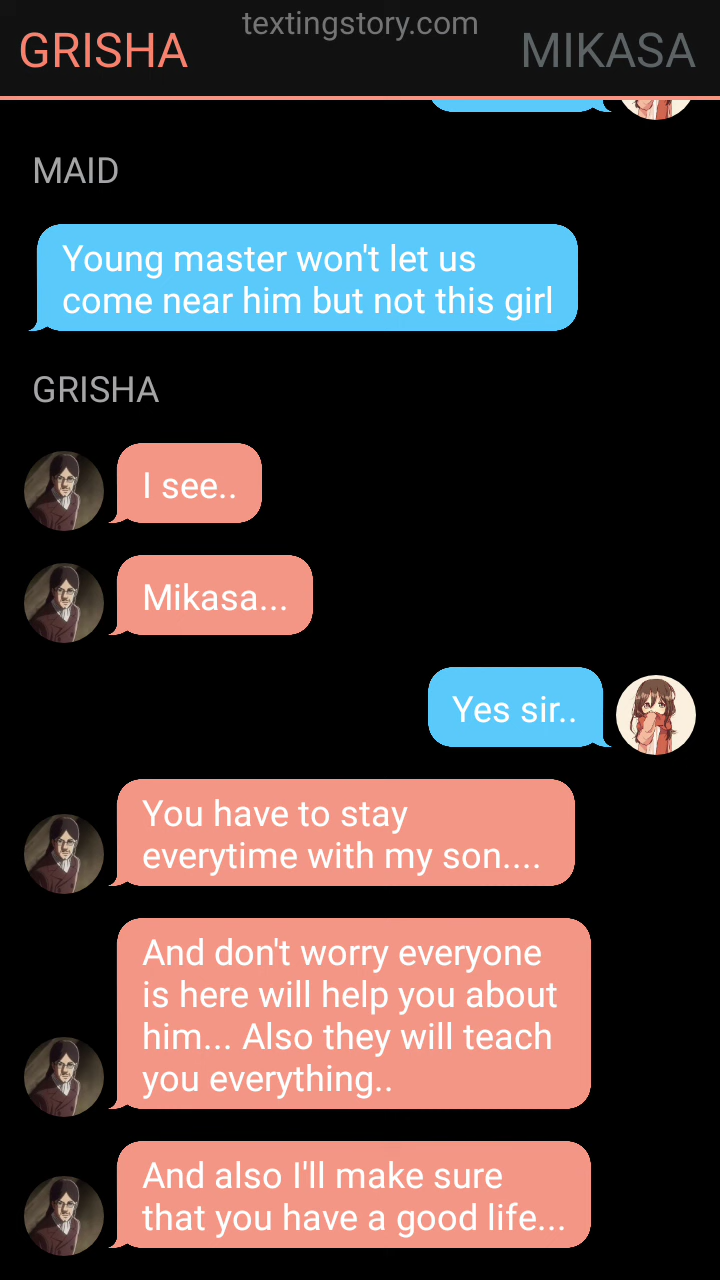 textingstory.com
GRISHA
MIKASA
MAID
Young master won't let us
come near him but not this girl
GRISHA
I see..
Mikasa...
Yes sir..
You have to stay
everytime with my son....
And don't worry everyone
is here will help you about
him... Also they will teach
you everything..
And also I'll make sure
that you have a good life...